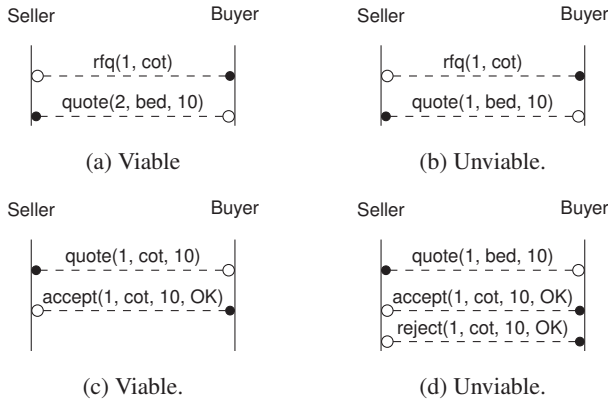 Seller Buyer
rfq(1, cot)
quote(2, bed, 10)
(a) Viable
Seller Buyer
rfq(1, cot)
quote(1, bed, 10)
(b) Unviable.
Seller Buyer
quote(1, cot, 10)
accept(1, cot, 10, OK)
(c) Viable.
Seller Buyer
quote(1, bed, 10)
accept(1, cot, 10, OK)
reject(1, cot, 10, OK)
(d) Unviable.